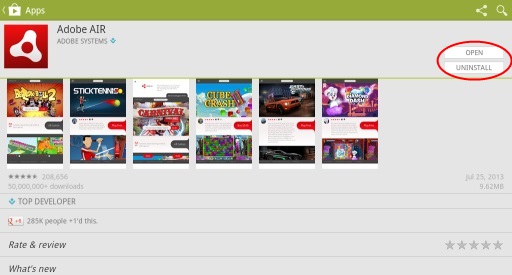 Apps
Adobe AIR
ADOBE SYSTEMS
OPEN
UNINSTALL
STICKTENNIS
CARNIVAL
CUBE
CRASH
DIAMOND
DASH
208,656
Jul 25, 2013
50,000,000+ downloads
9.62MB
TOP DEVELOPER
+1
285K people +1'd this.
Rate & review
What's new